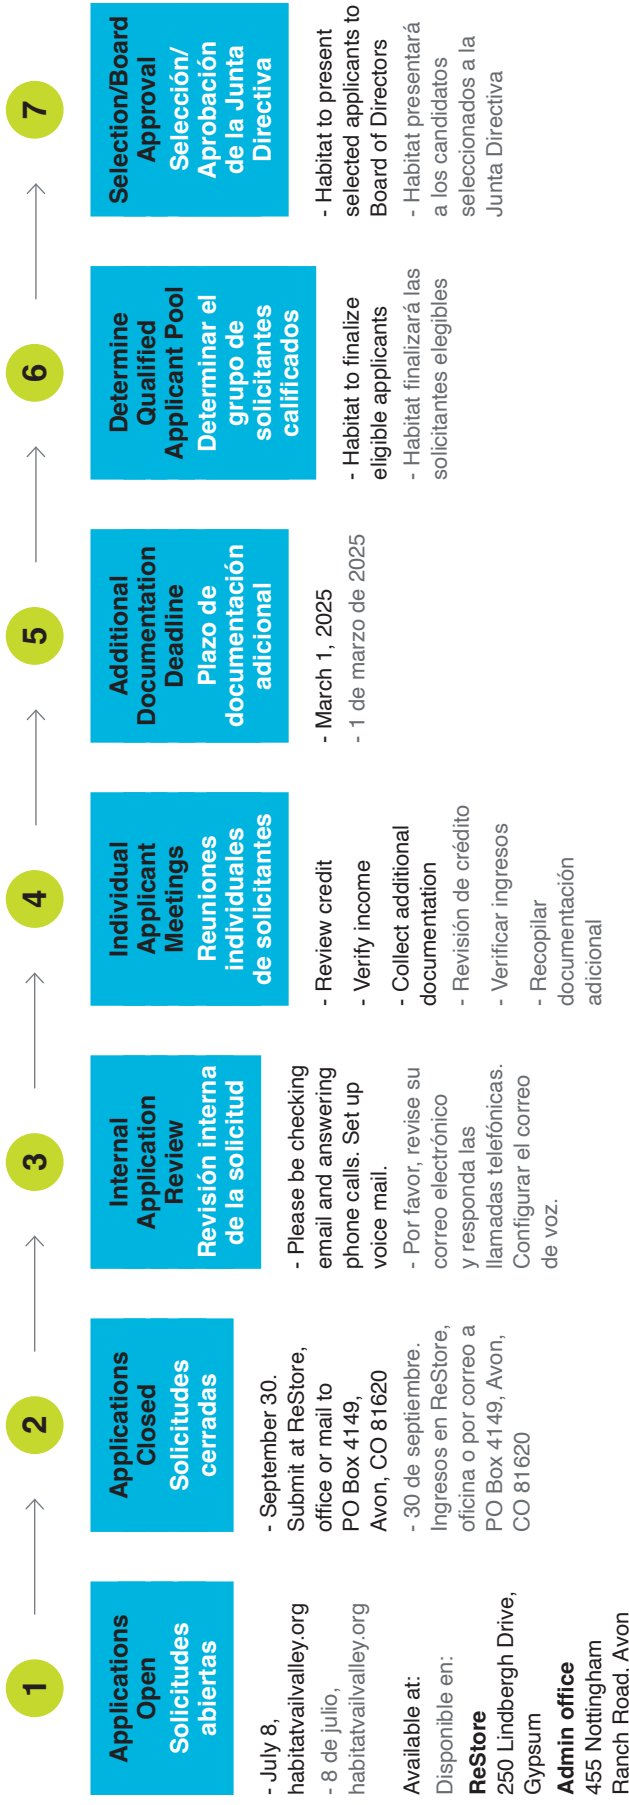 1
Applications
Open
Solicitudes
abiertas
- July 8,
habitatvailvalley.org
- 8 de julio,
habitatvailvalley.org
Available at:
Disponible en:
ReStore
250 Lindbergh Drive,
Gypsum
Admin office
455 Nottingham
Ranch Road, Avon
2
Applications
Closed
Solicitudes
cerradas
- September 30.
Submit at ReStore,
office or mail to
PO Box 4149,
Avon, CO 81620
- 30 de septiembre.
Ingresos en ReStore,
oficina o por correo a
PO Box 4149, Avon,
CO 81620
3
Internal
Application
Review
Revisión interna
de la solicitud
- Please be checking
email and answering
phone calls. Set up
voice mail.
- Por favor, revise su
correo electrónico
y responda las
llamadas telefónicas.
Configurar el correo
de voz.
4
Individual
Applicant
Meetings
Reuniones
individuales
de solicitantes
- Review credit
- Verify income
- Collect additional
documentation
- Revisión de crédito
- Verificar ingresos
- Recopilar
documentación
adicional
5
Additional
Documentation
Deadline
Plazo de
documentación
adicional
- March 1, 2025
- 1 de marzo de 2025
6
Determine
Qualified
Applicant Pool
Determinar el
grupo de
solicitantes
calificados
- Habitat to finalize
eligible applicants
- Habitat finalizará las
solicitantes elegibles
7
Selection/Board
Approval
Selección/
Aprobación
de la Junta
Directiva
- Habitat to present
selected applicants to
Board of Directors
- Habitat presentará
a los candidatos
seleccionados a la
Junta Directiva